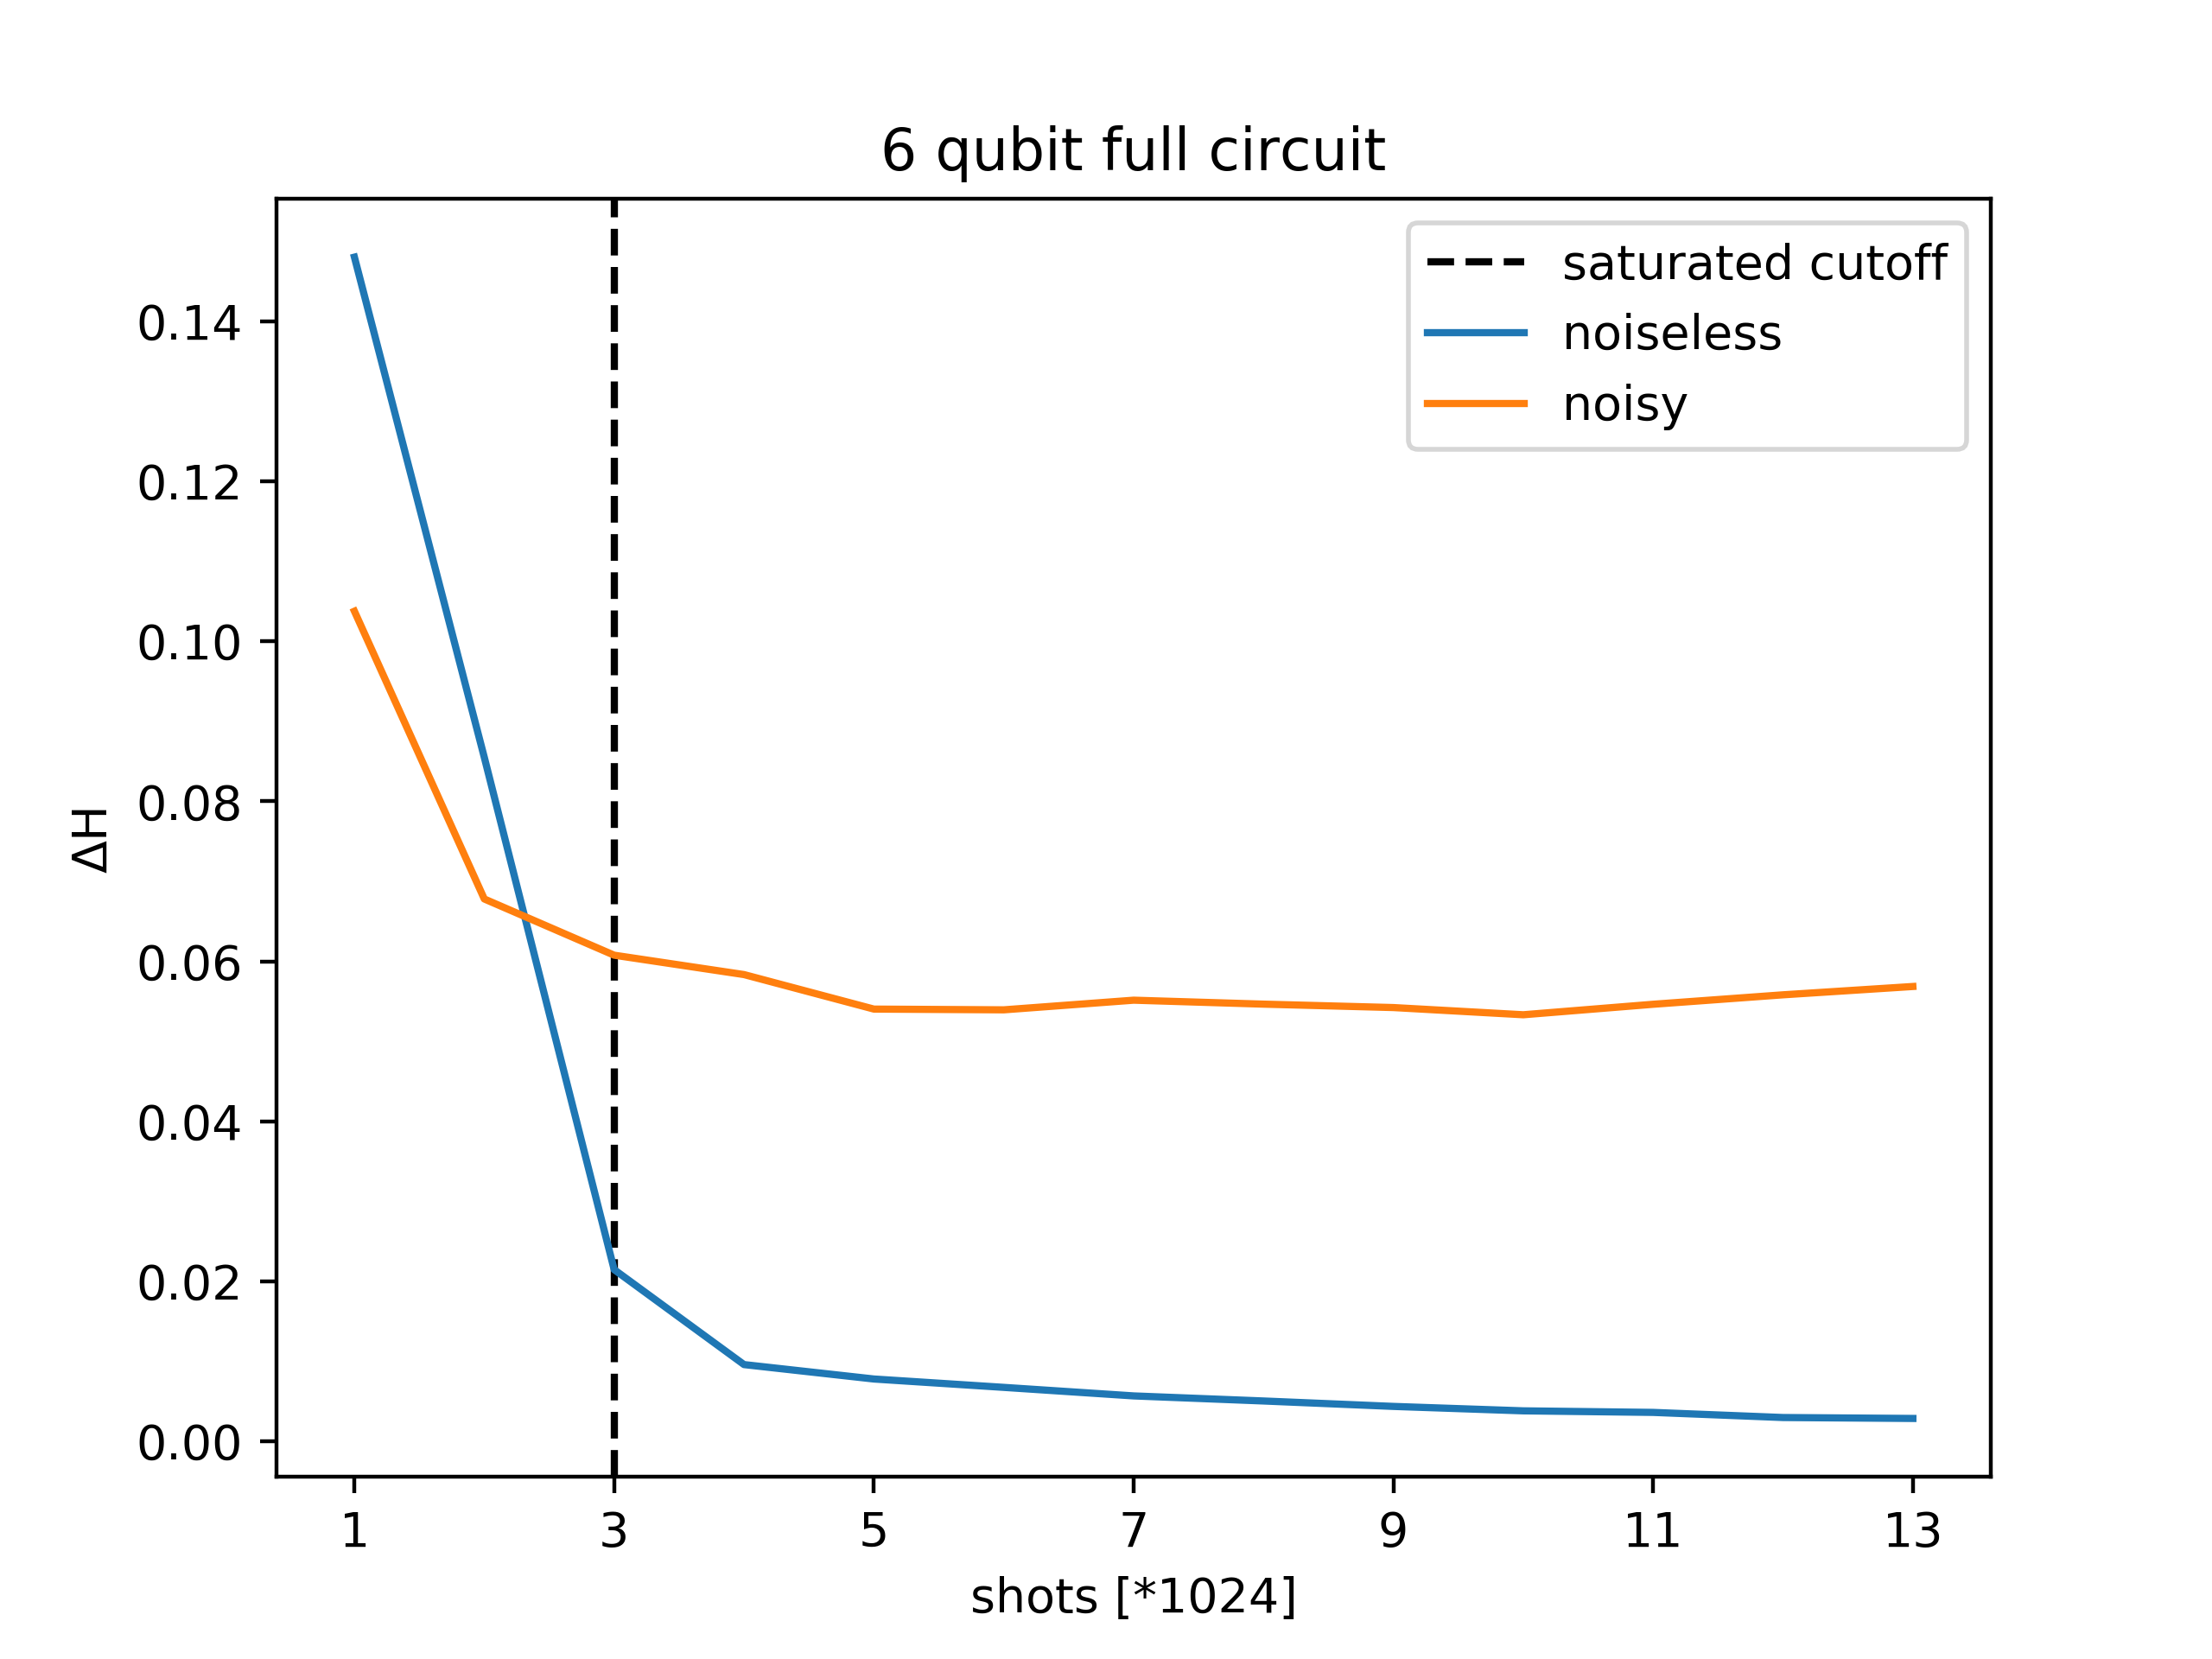 6 qubit full circuit
saturated cutoff
noiseless
noisy
0.14
0.12
0.10
0.08
0.06
0.04
0.02
0.00
ΔH
1 3 5 7 9 11 13
shots [*1024]